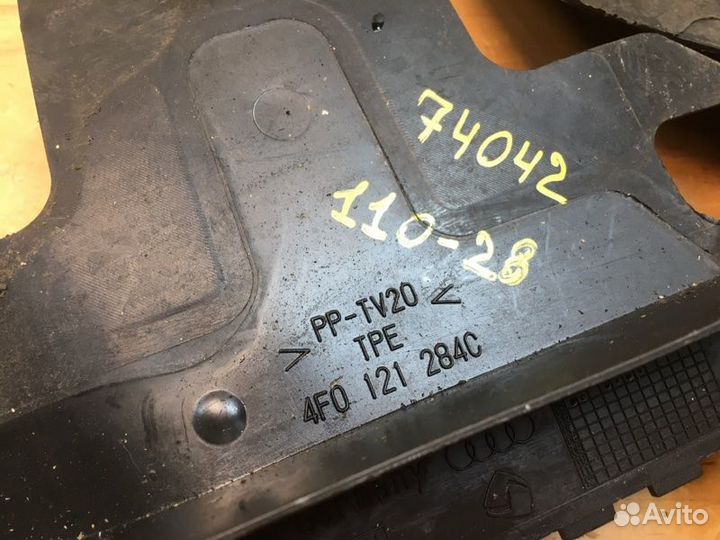 74042
110-28
> PP-TV20 <
TPE
4F0 121 284C
Avito